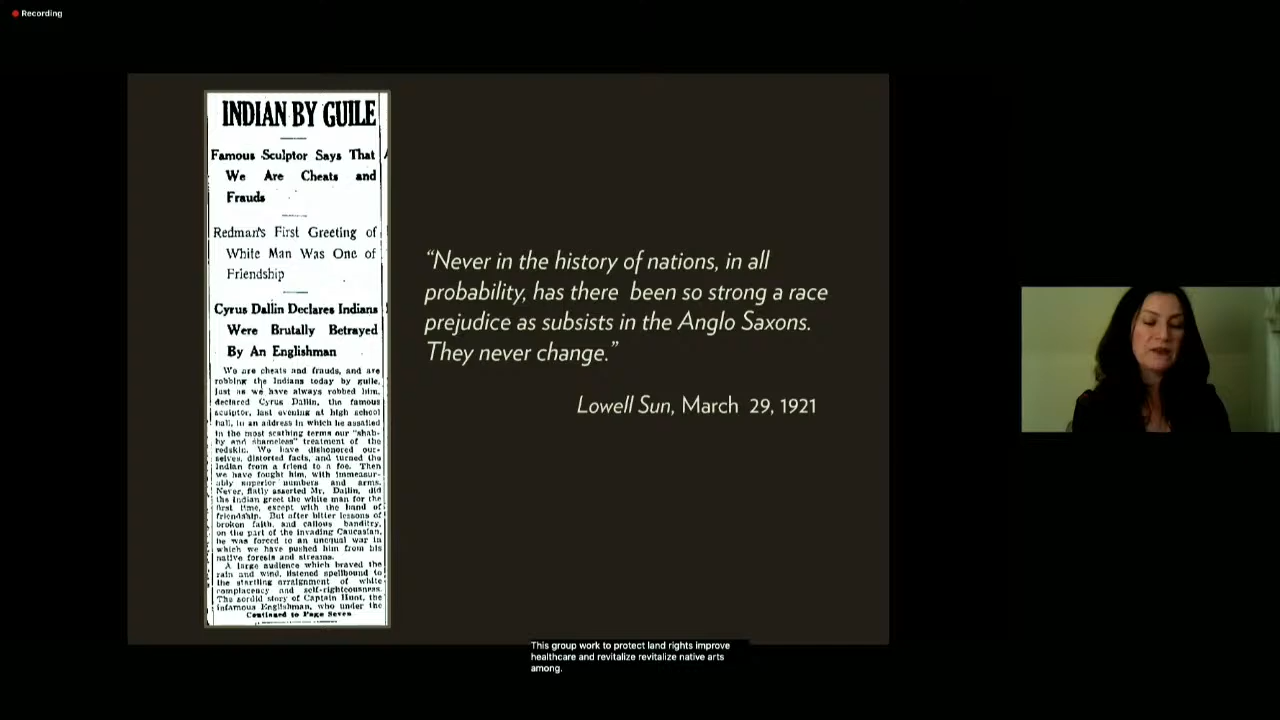 Recording
INDIAN BY GUILE
Famous Sculptor Says That
We Are Cheats and
Frauds
Redman's First Greeting of
White Man Was One of
Friendship
Cyrus Dallin Declares Indians
Were Brutally Betrayed
By An Englishman
We are cheats and frauds, and are
robbing the Indians today by guile,
just as we have always robbed him,
declared Cyrus Dallin, the famous
sculptor, last evening at high school
hall, in an address in which he assailed
in the most scathing terms our "shab-
by and shameless" treatment of the
redskin. We have dishonored our-
selves, distorted facts, and turned the
Indian from a friend to a foe. Then
we have fought him, with immeasur-
ably superior numbers and arms.
Never, flatly asserted Mr. Dallin, did
the Indian greet the white man for the
first time, except with the hand of
friendship. But after bitter lessons of
broken faith, and callous banditry,
on the part of the invading Caucasian,
he was forced to an unequal war in
which we have pushed him from his
native forests and streams.
A large audience which braved the
rain and wind, listened spellbound to
the startling arraignment of white
complacency and self-righteousness.
The sordid story of Captain Hunt, the
infamous Englishman, who under the
Continued to Page Seven
“Never in the history of nations, in all
probability, has there been so strong a race
prejudice as subsists in the Anglo Saxons.
They never change.”
Lowell Sun, March 29, 1921
This group work to protect land rights improve
healthcare and revitalize revitalize native arts
among.